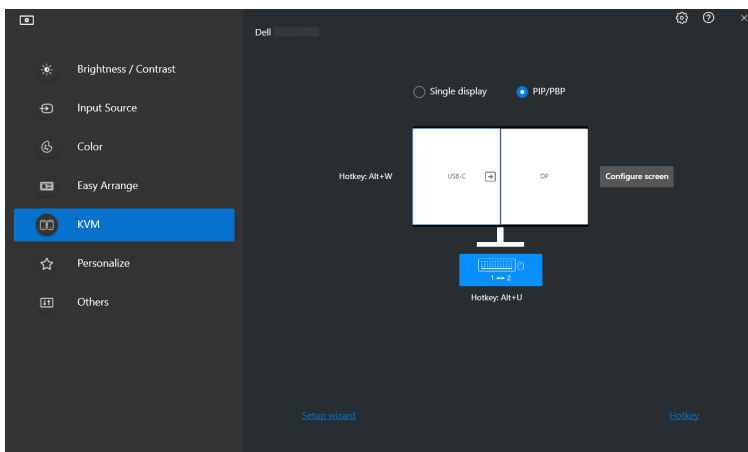 Dell
Brightness / Contrast
Input Source
Color
Easy Arrange
KVM
Personalize
Others
Single display
PIP/PBP
Hotkey: Alt+W
USB-C
DP
Configure screen
1 ↔ 2
Hotkey: Alt+U
Setup wizard
Hotkey